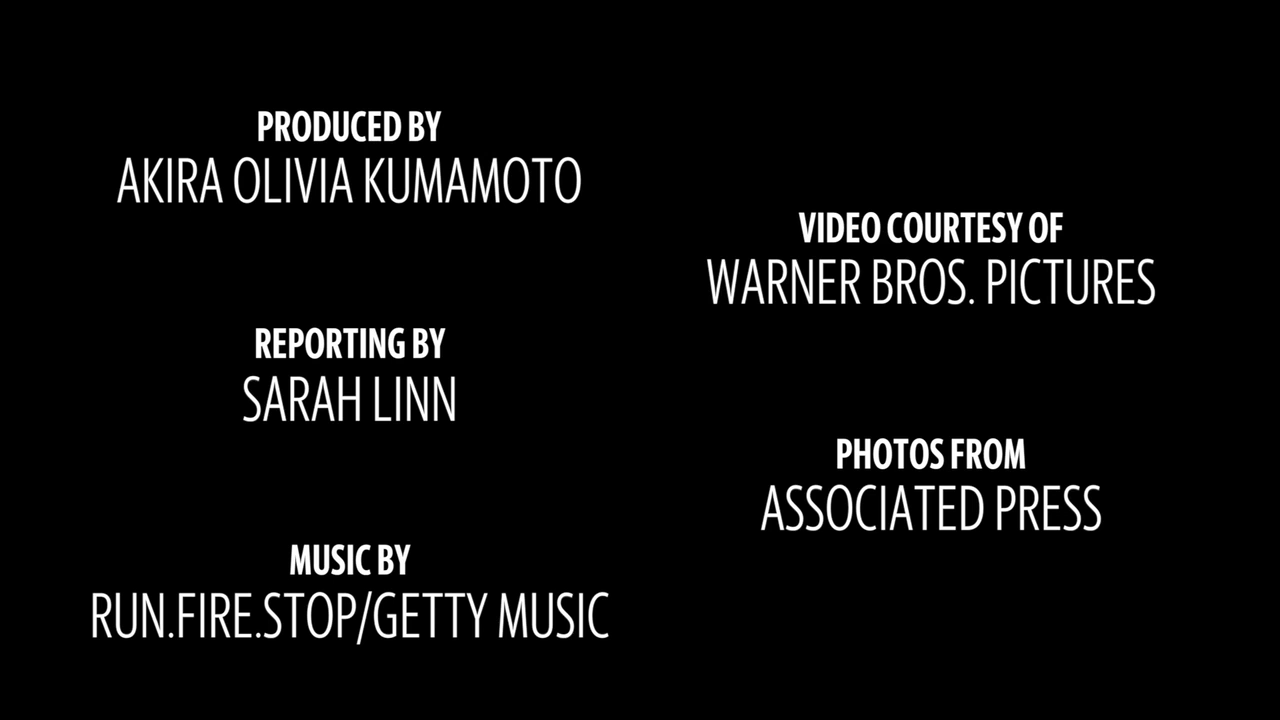 PRODUCED BY
AKIRA OLIVIA KUMAMOTO
REPORTING BY
SARAH LINN
MUSIC BY
RUN.FIRE.STOP/GETTY MUSIC
VIDEO COURTESY OF
WARNER BROS. PICTURES
PHOTOS FROM
ASSOCIATED PRESS